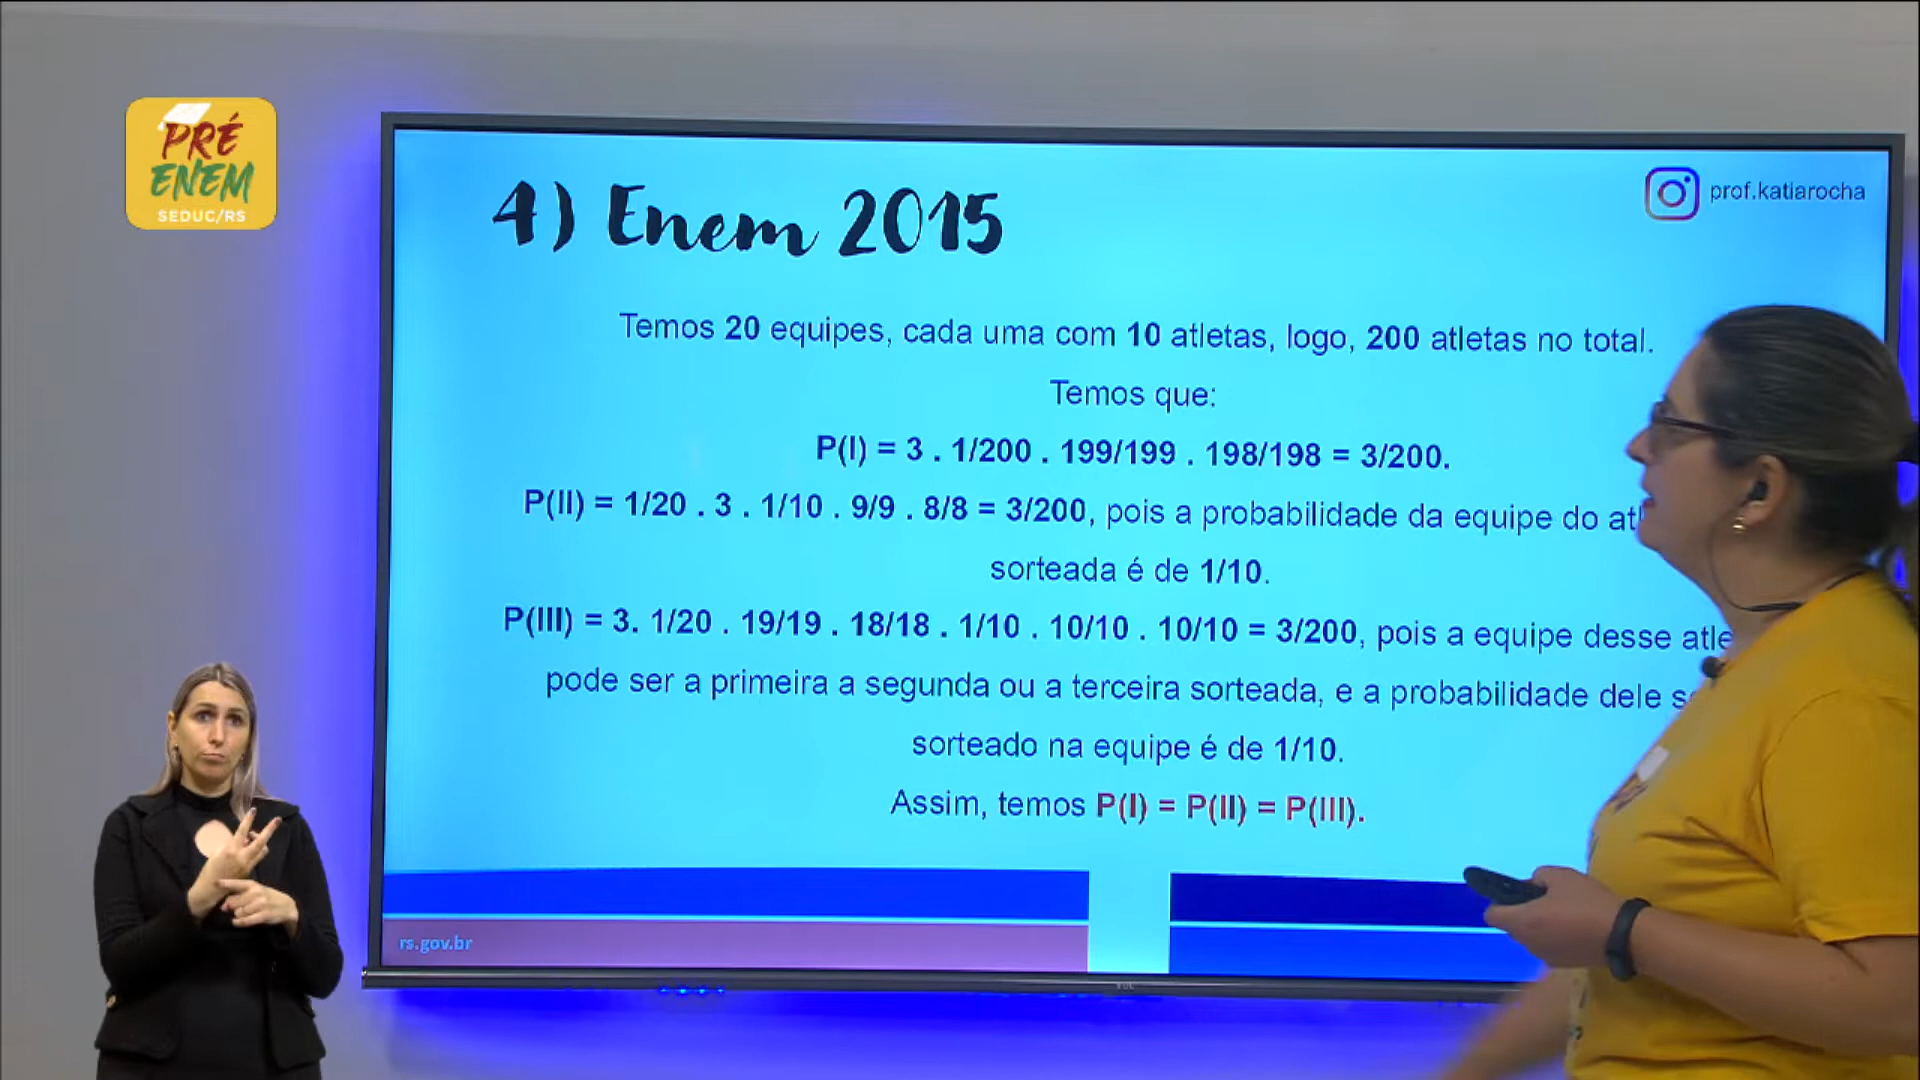 PRÉ
ENEM
SEDUC/RS
4) Enem 2015
prof.katiarocha
Temos 20 equipes, cada uma com 10 atletas, logo, 200 atletas no total.
Temos que:
P(I) = 3 . 1/200 . 199/199 . 198/198 = 3/200.
P(II) = 1/20 . 3 . 1/10 . 9/9 . 8/8 = 3/200, pois a probabilidade da equipe do
sorteada é de 1/10.
P(III) = 3. 1/20 . 19/19 . 18/18 . 1/10 . 10/10 . 10/10 = 3/200, pois a equipe desse
pode ser a primeira a segunda ou a terceira sorteada, e a probabilidade dele
sorteado na equipe é de 1/10.
Assim, temos P(I) = P(II) = P(III).
rs.gov.br